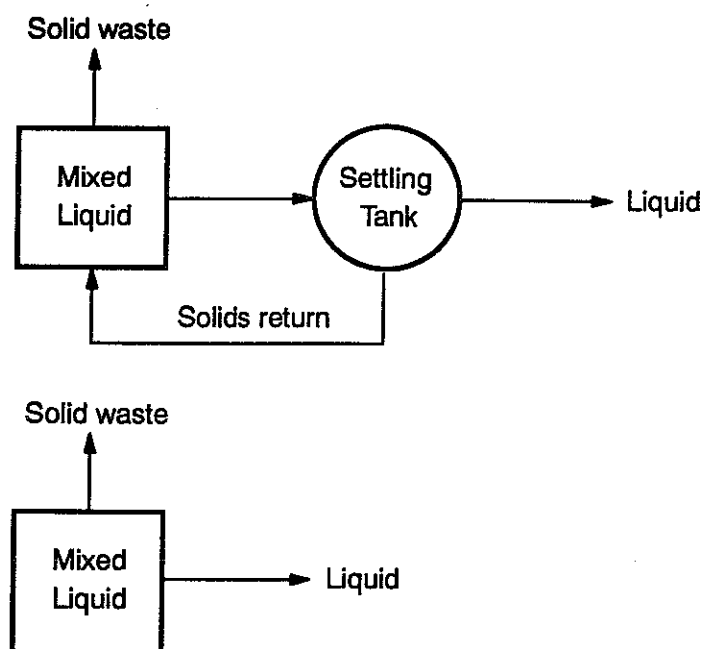 Solid waste
Mixed
Liquid
Settling
Tank
Liquid
Solids return
Solid waste
Mixed
Liquid
Liquid